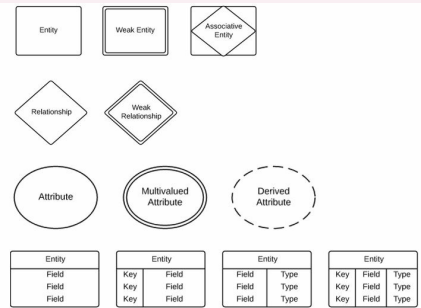 Entity
Weak Entity
Associative
Entity
Relationship
Weak
Relationship
Attribute
Multivalued
Attribute
Derived
Attribute
Entity
Field
Field
Field
Entity
Key Field
Key Field
Key Field
Entity
Field Type
Field Type
Field Type
Entity
Key Field Type
Key Field Type
Key Field Type